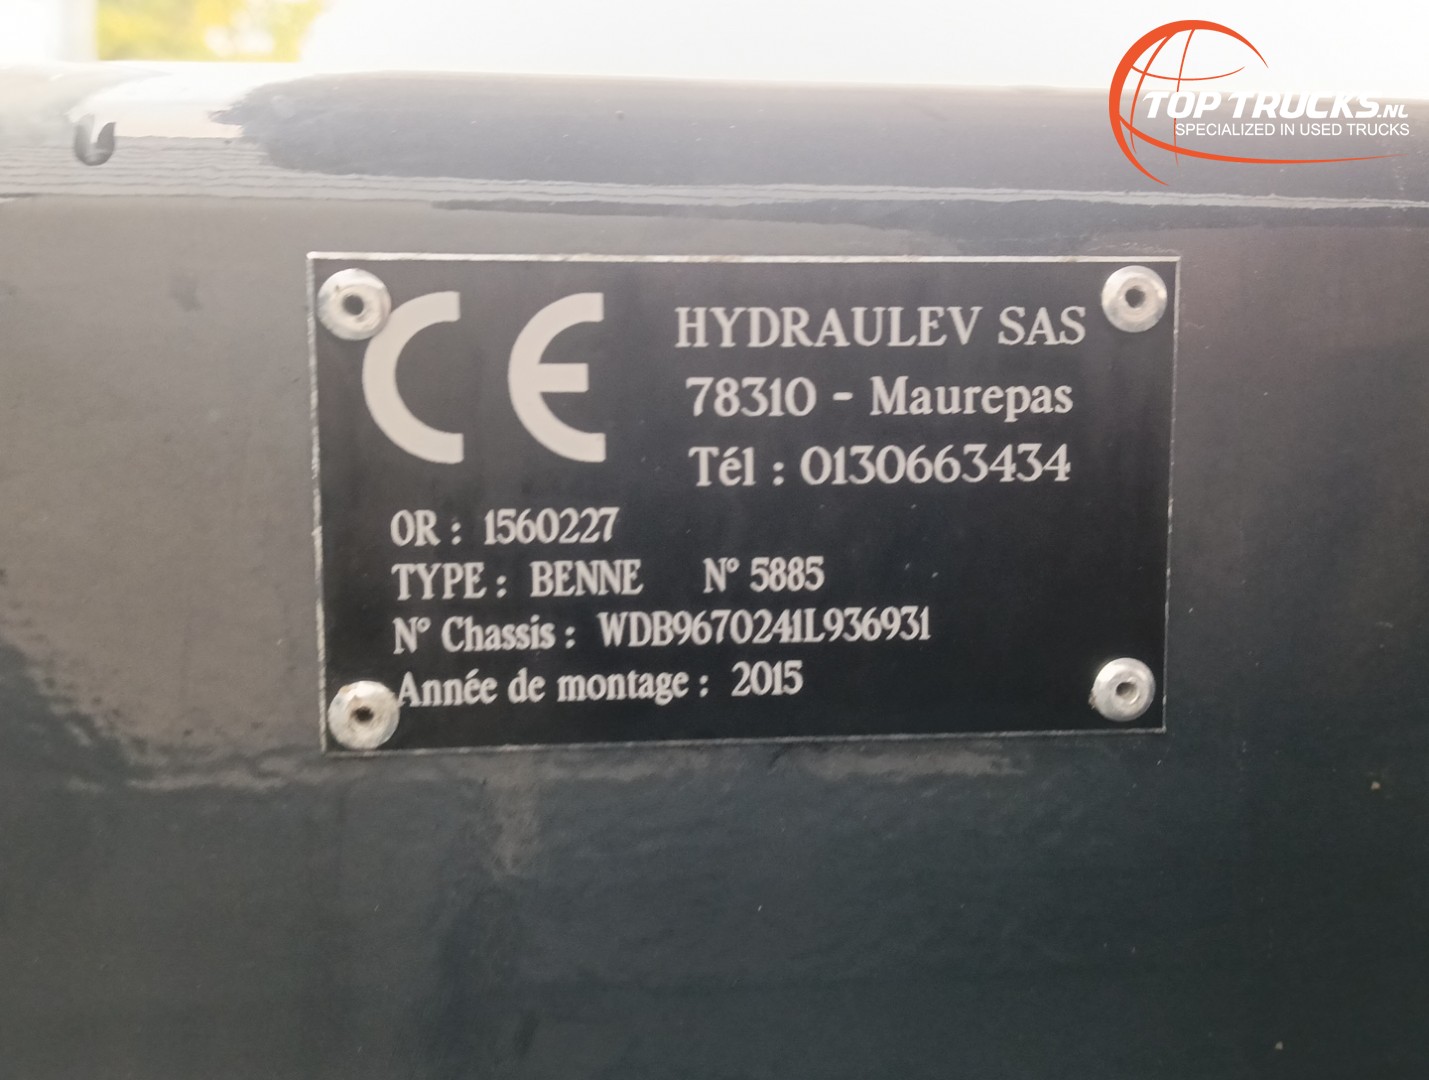 TOP TRUCKS.NL
SPECIALIZED IN USED TRUCKS
CE
HYDRAULEV SAS
78310 - Maurepas
Tél : 0130663434
OR : 1560227
TYPE : BENNE N° 5885
N° Chassis : WDB9670241L936931
Année de montage : 2015